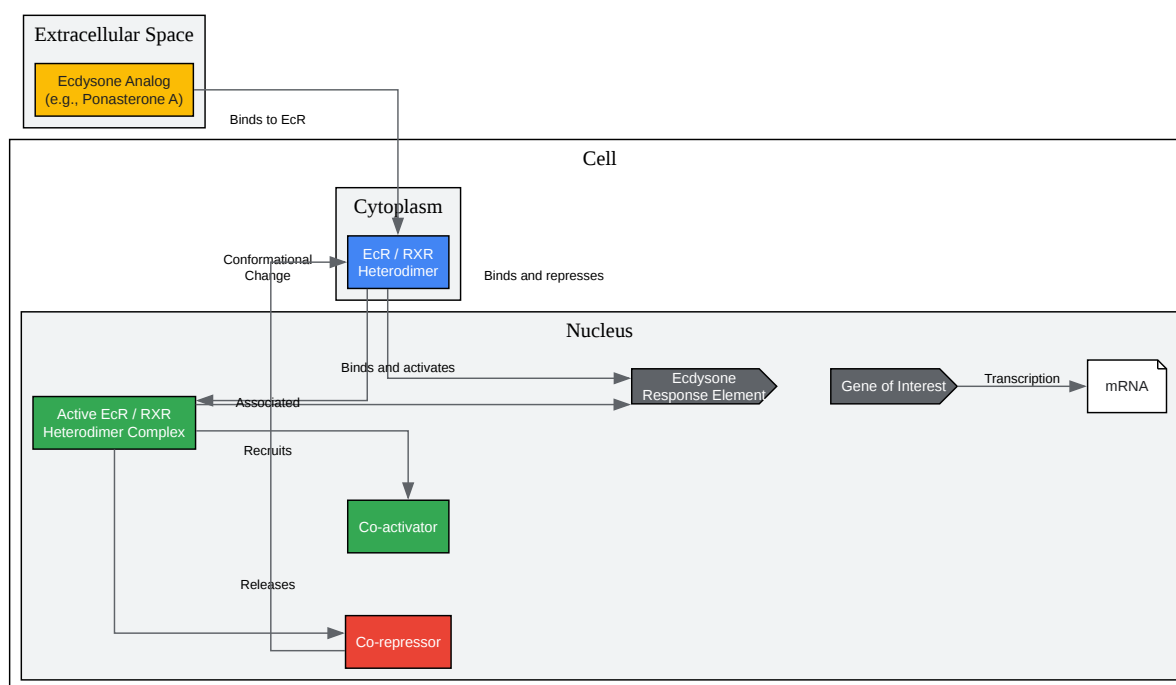 Extracellular Space
Ecdysone Analog
(e.g., Ponasterone A)
Binds to EcR
Cell
Cytoplasm
EcR / RXR
Heterodimer
Conformational
Change
Binds and represses
Nucleus
Binds and activates
Ecdysone
Response Element
Gene of Interest
Transcription
mRNA
Associated
Active EcR / RXR
Heterodimer Complex
Recruits
Co-activator
Releases
Co-repressor